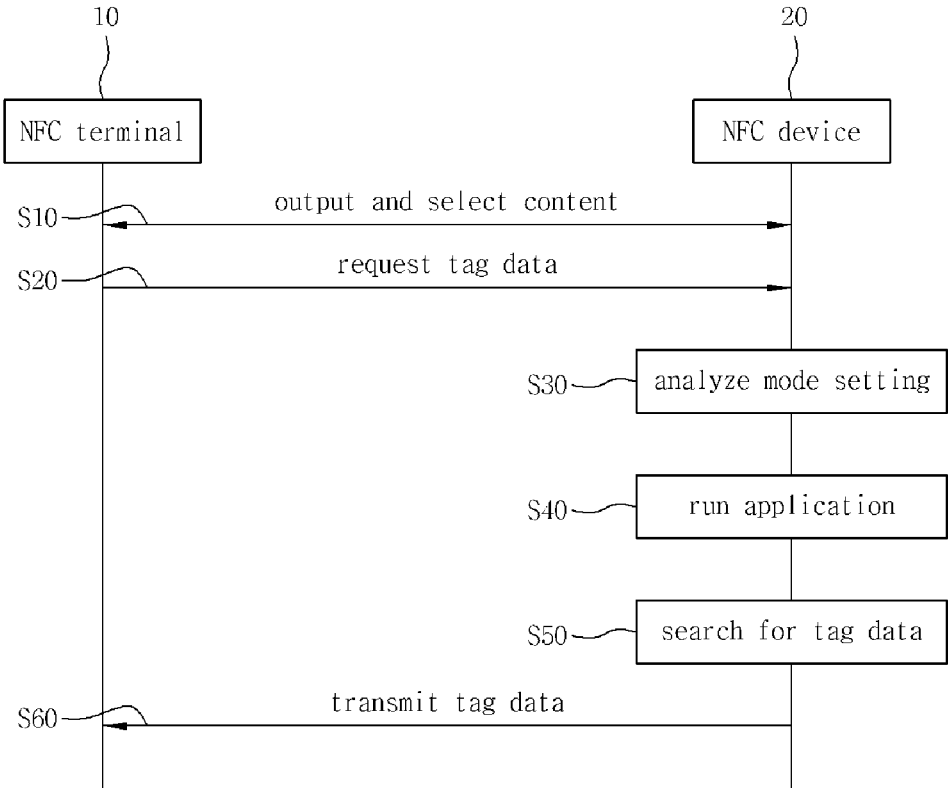 10
20
NFC terminal
NFC device
S10
output and select content
S20
request tag data
S30
analyze mode setting
S40
run application
S50
search for tag data
S60
transmit tag data